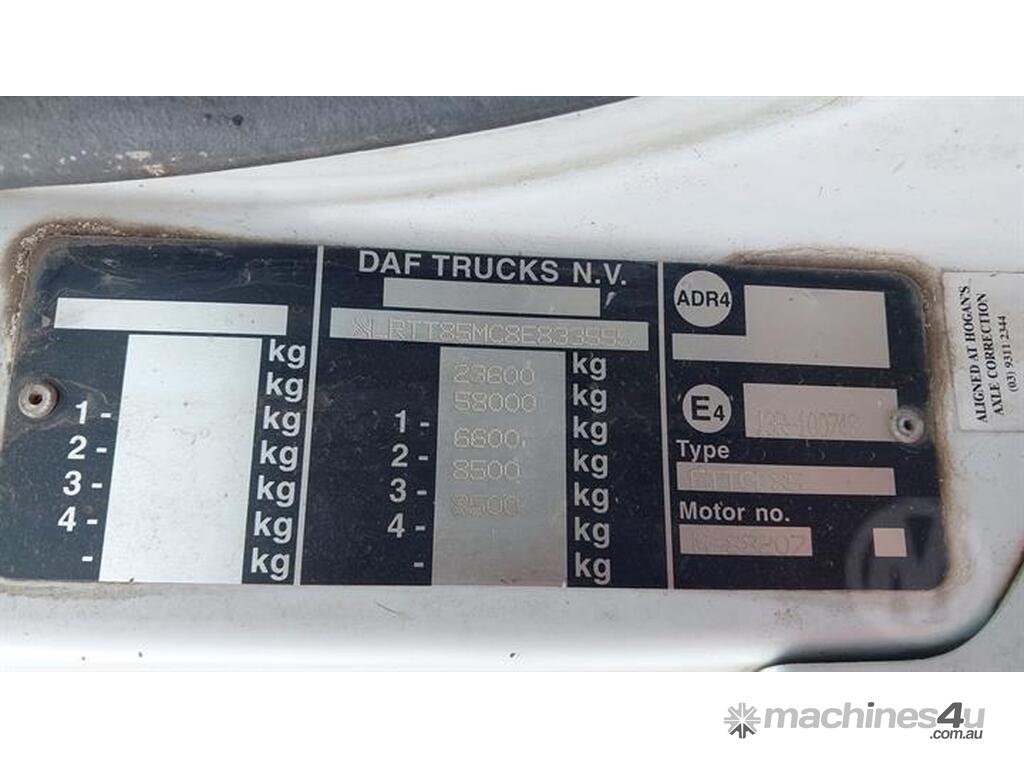 DAF TRUCKS N.V.
XLRTT85MC8E833555
kg
kg
1- kg
2- kg
3- kg
4- kg
- kg
23600 kg
58000 kg
1- 6600 kg
2- 8500 kg
3- 8500 kg
4- kg
- kg
ADR4
E4
Type
Motor no.
ALIGNED AT HOGAN'S
AXLE CORRECTION
(03) 9311 2344
machines4u
.com.au